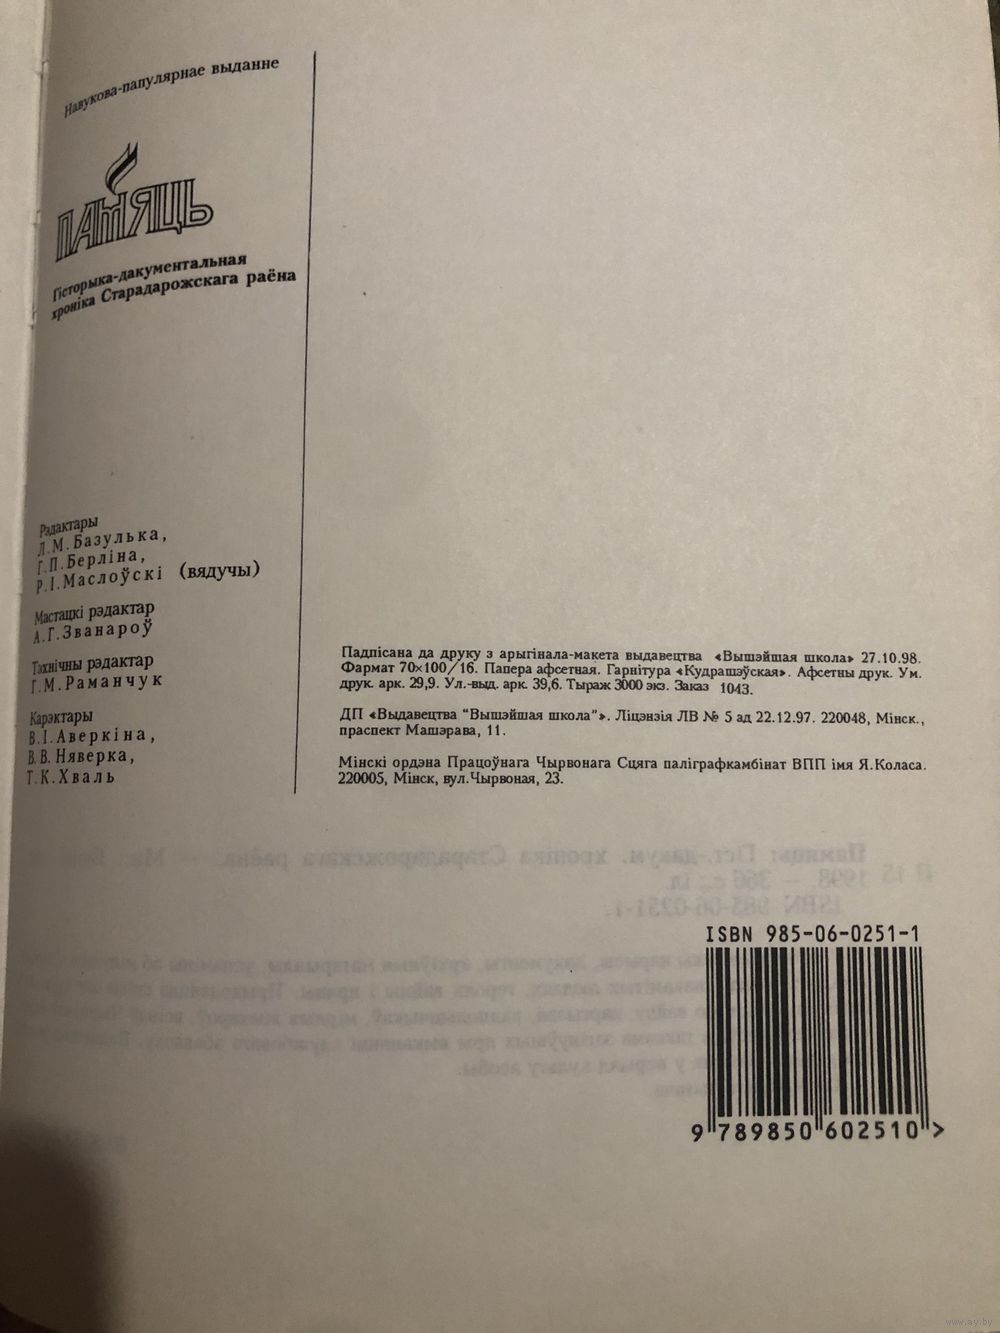 Навукова-папулярнае выданне
ПАМЯЦЬ
Гісторыка-дакументальная
хроніка Старадарожскага раёна
Рэдактары
Л.М.Базулька,
Г.П.Берліна,
Р.І.Маслоўскі (вядучы)
Мастацкі рэдактар
А.Г.Званароў
Тэхнічны рэдактар
Г.М.Раманчук
Карэктары
В.І.Аверкіна,
В.В.Няверка,
Т.К.Хваль
Падпісана да друку з арыгінала-макета выдавецтва «Вышэйшая школа» 27.10.98.
Фармат 70×100/16. Папера афсетная. Гарнітура «Кудрашэўская». Афсетны друк. Ум.
друк. арк. 29,9. Ул.-выд. арк. 39,6. Тыраж 3000 экз. Заказ 1043.
ДП «Выдавецтва “Вышэйшая школа”». Ліцэнзія ЛВ № 5 ад 22.12.97. 220048, Мінск.,
праспект Машэрава, 11.
Мінскі ордэна Працоўнага Чырвонага Сцяга паліграфкамбінат ВПП імя Я.Коласа.
220005, Мінск, вул.Чырвоная, 23.
ISBN 985-06-0251-1
9 789850 602510 >
www.ay.by